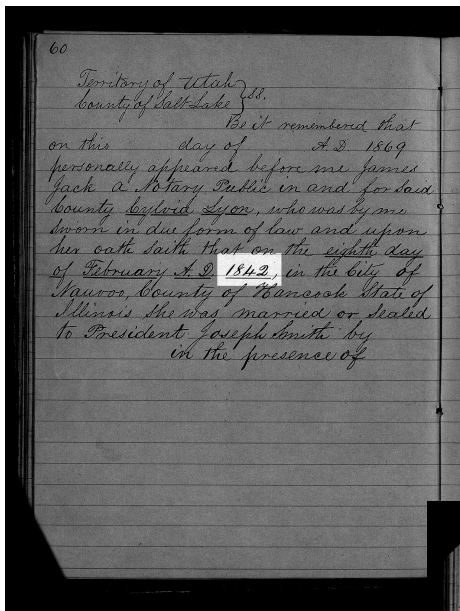 60
Territory of Utah
County of Salt Lake } SS.
Be it remembered that
on this day of A.D 1869
personally appeared before me James
Jack a Notary Public in and for said
County Cylvia Lyon, who was by me
sworn in due form of law and upon
her oath saith that on the eighth day
of February A.D. 1842, in the City of
Nauvoo, County of Hancock State of
Illinois She was married or Sealed
to President Joseph Smith by
in the presence of